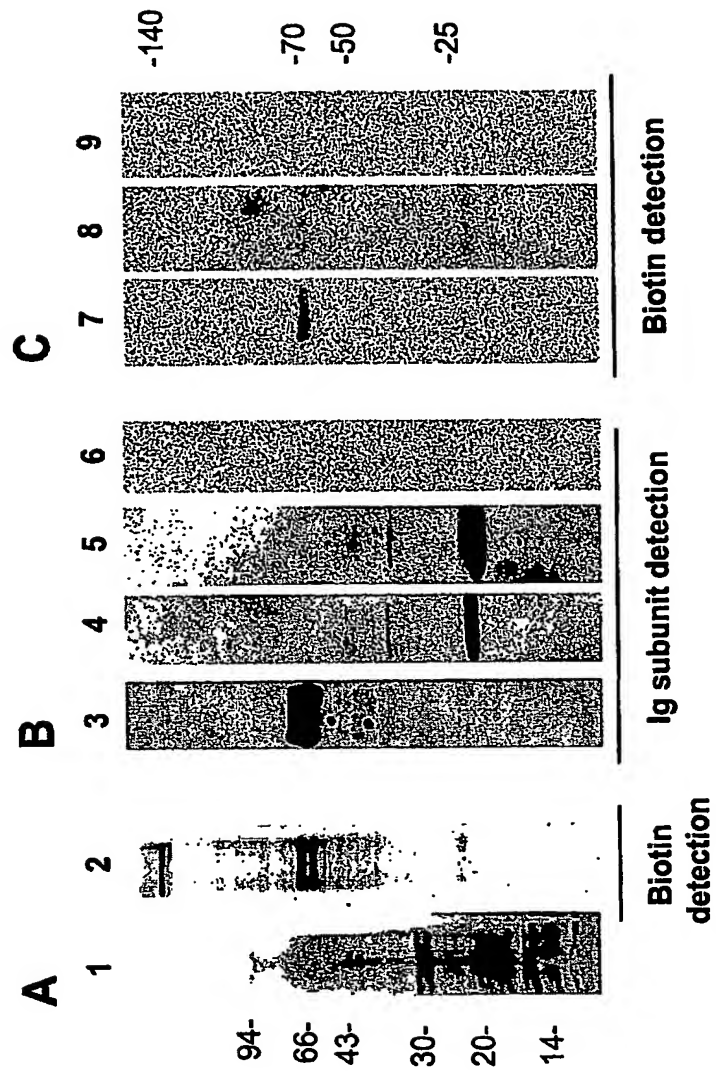 A B C
1 2 3 4 5 6 7 8 9
94-
66-
43-
30-
20-
14-
-140
-70
-50
-25
Biotin
detection
Ig subunit detection
Biotin detection